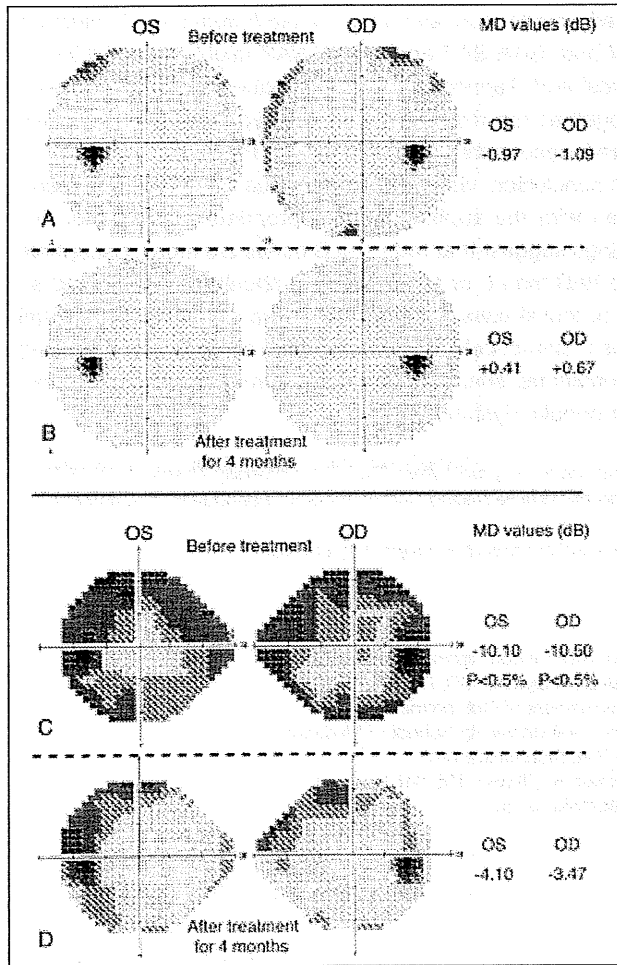 OS OD MD values (dB)
Before treatment
OS OD
-0.97 -1.09
A
OS OD
+0.41 +0.67
B
After treatment
for 4 months
OS OD MD values (dB)
Before treatment
OS OD
-10.10 -10.50
P<0.5% P<0.5%
C
OS OD
-4.10 -3.47
D
After treatment
for 4 months